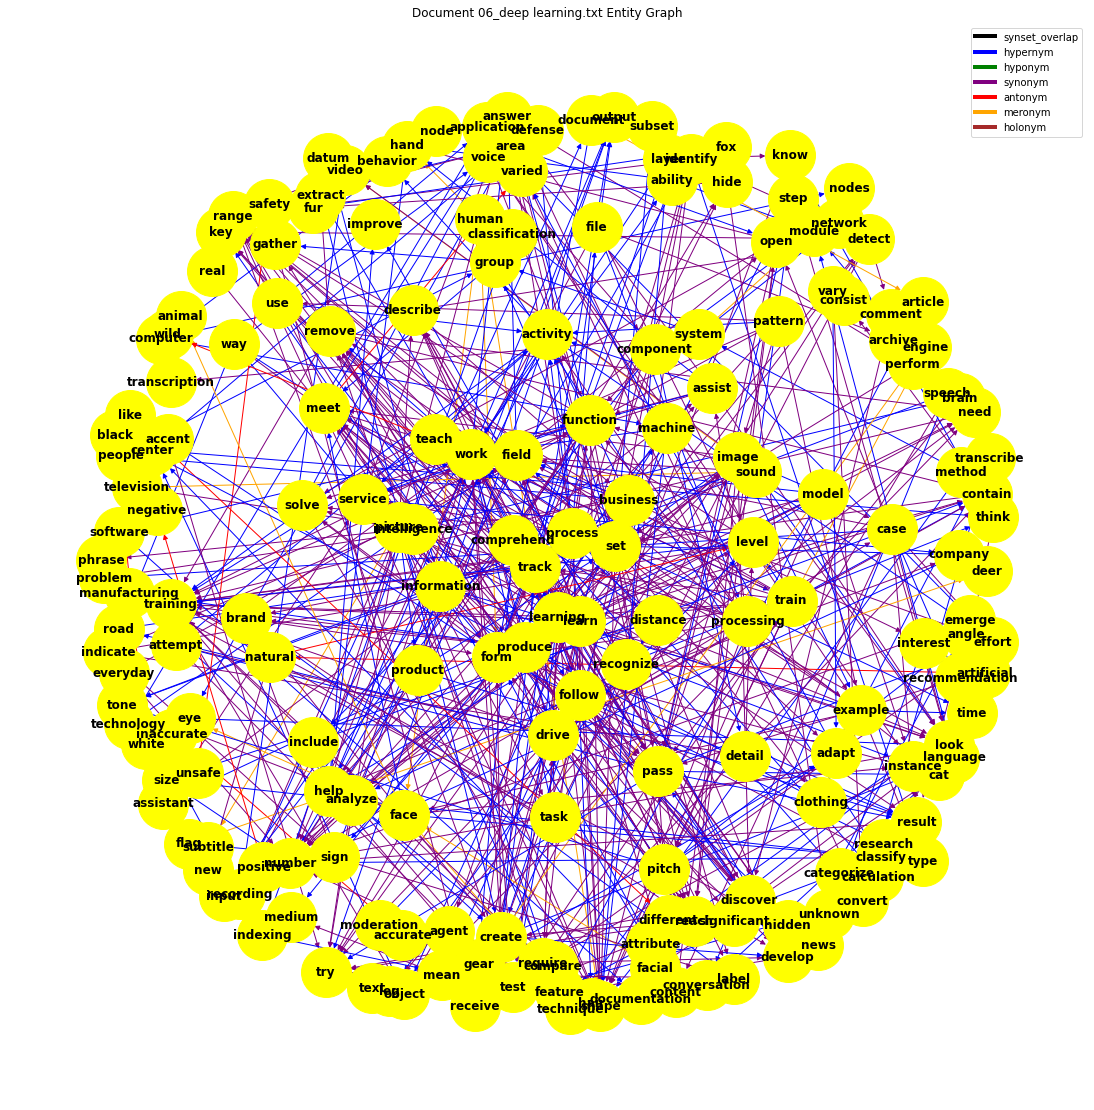 Document 06_deep learning.txt Entity Graph
synset_overlap
hypernym
hyponym
synonym
antonym
meronym
holonym
answer
node
application
defense
document
output
subset
hand
area
datum
behavior
voice
layer
identify
fox
know
video
varied
ability
hide
nodes
extract
step
safety
fur
range
improve
human
network
key
classification
file
module
gather
open
detect
real
group
use
vary
consist
article
animal
describe
comment
wild
remove
activity
system
pattern
computer
way
component
archive
engine
perform
transcription
assist
speech
brain
like
meet
need
black
accent
teach
function
machine
people
center
work
field
image
transcribe
sound
method
television
negative
solve
service
business
model
contain
software
picture
intelligence
process
case
think
phrase
comprehend
set
level
company
problem
track
deer
manufacturing
information
training
learning
learn
distance
processing
train
road
brand
emerge
angle
attempt
natural
form
produce
interest
effort
indicate
everyday
product
recognize
artificial
recommendation
tone
follow
example
time
technology
eye
inaccurate
include
drive
white
detail
adapt
look
language
size
unsafe
pass
instance
cat
assistant
help
analyze
face
task
clothing
result
flag
subtitle
research
classify
new
positive
number
sign
pitch
type
categorize
calculation
input
recording
discover
convert
medium
moderation
accurate
agent
create
different
significant
unknown
hidden
indexing
attribute
news
try
mean
gear
require
compare
facial
develop
text
object
receive
test
feature
technique
shape
documentation
content
conversation
label